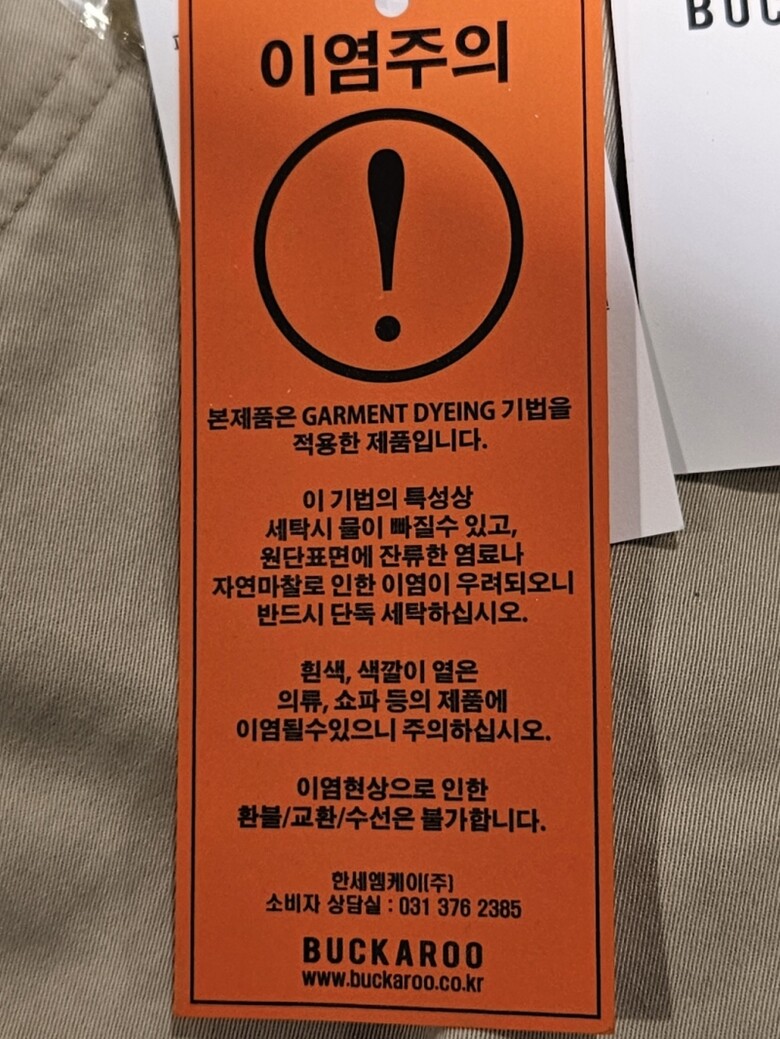 BUC
이염주의
본제품은 GARMENT DYEING 기법을
적용한 제품입니다.
이 기법의 특성상
세탁시 물이 빠질수 있고,
원단표면에 잔류한 염료나
자연마찰로 인한 이염이 우려되오니
반드시 단독 세탁하십시오.
흰색, 색깔이 옅은
의류, 쇼파 등의 제품에
이염될수있으니 주의하십시오.
이염현상으로 인한
환불/교환/수선은 불가합니다.
한세엠케이(주)
소비자 상담실 : 031 376 2385
BUCKAROO
www.buckaroo.co.kr